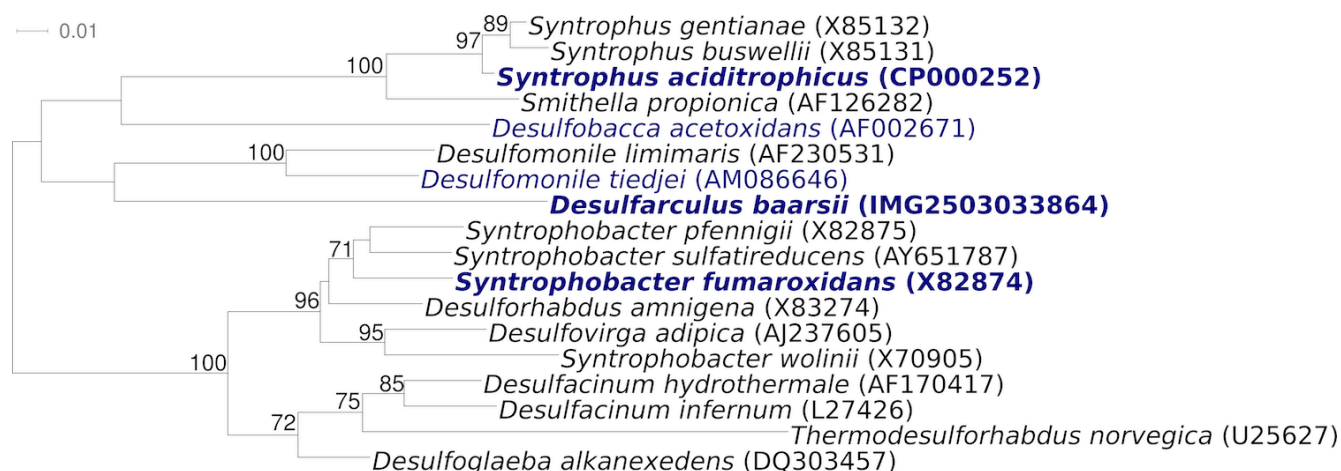 0.01
89
Syntrophus gentianae (X85132)
97
Syntrophus buswellii (X85131)
100
Syntrophus aciditrophicus (CP000252)
Smithella propionica (AF126282)
Desulfobacca acetoxidans (AF002671)
100
Desulfomonile limimaris (AF230531)
Desulfomonile tiedjei (AM086646)
Desulfarculus baarsii (IMG2503033864)
Syntrophobacter pfennigii (X82875)
71
Syntrophobacter sulfatireducens (AY651787)
Syntrophobacter fumaroxidans (X82874)
96
Desulforhabdus amnigena (X83274)
95
Desulfovirga adipica (AJ237605)
Syntrophobacter wolinii (X70905)
100
85
Desulfacinum hydrothermale (AF170417)
75
Desulfacinum infernum (L27426)
72
Thermodesulforhabdus norvegica (U25627)
Desulfoglaeba alkanexedens (DQ303457)